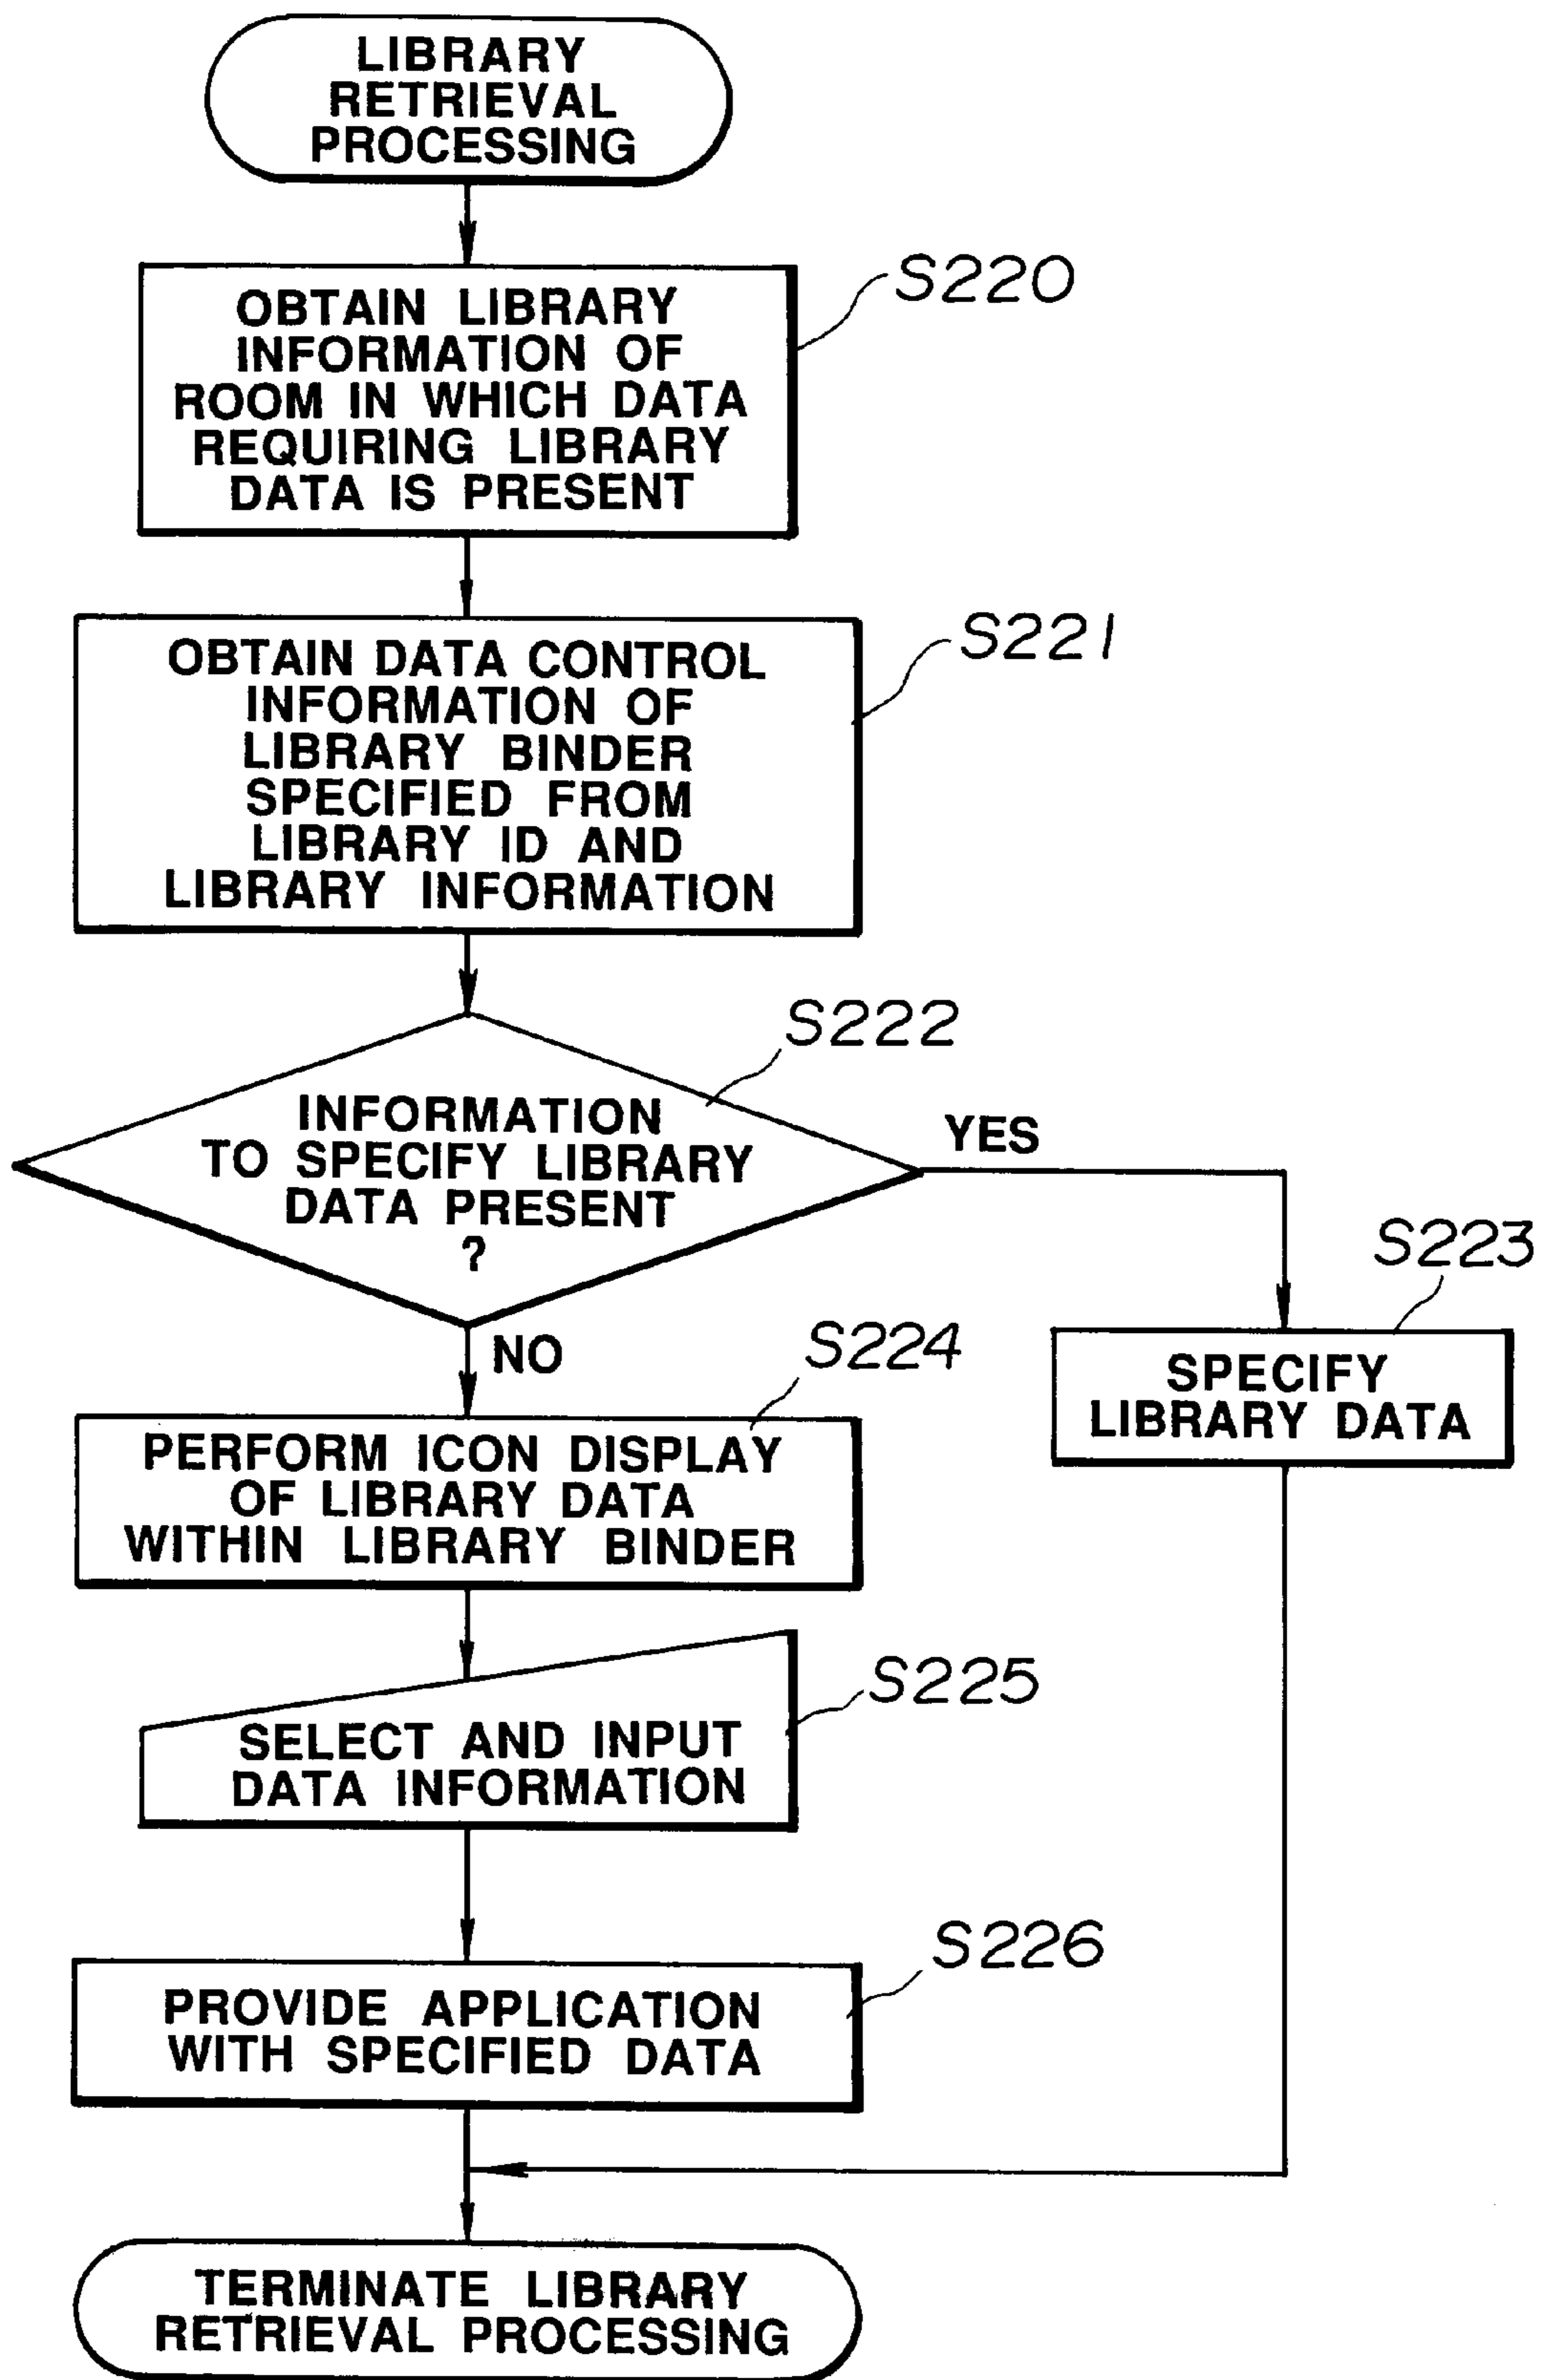 LIBRARY
RETRIEVAL
PROCESSING
S220
OBTAIN LIBRARY
INFORMATION OF
ROOM IN WHICH DATA
REQUIRING LIBRARY
DATA IS PRESENT
S221
OBTAIN DATA CONTROL
INFORMATION OF
LIBRARY BINDER
SPECIFIED FROM
LIBRARY ID AND
LIBRARY INFORMATION
S222
INFORMATION
TO SPECIFY LIBRARY
DATA PRESENT
?
YES
S223
SPECIFY
LIBRARY DATA
NO
S224
PERFORM ICON DISPLAY
OF LIBRARY DATA
WITHIN LIBRARY BINDER
S225
SELECT AND INPUT
DATA INFORMATION
S226
PROVIDE APPLICATION
WITH SPECIFIED DATA
TERMINATE LIBRARY
RETRIEVAL PROCESSING